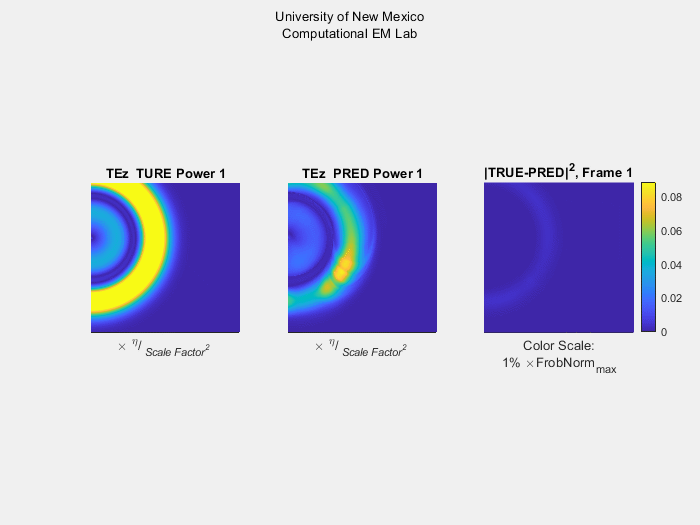 University of New Mexico
Computational EM Lab
TEz TURE Power 1
× η/ Scale Factor²
TEz PRED Power 1
× η/ Scale Factor²
|TRUE-PRED|², Frame 1
0.08
0.06
0.04
0.02
0
Color Scale:
1% ×FrobNorm_max